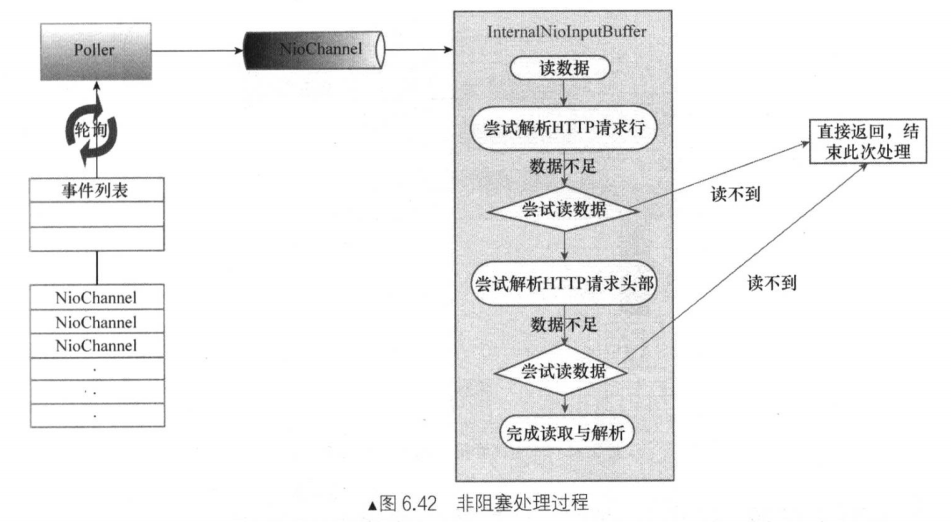 Poller
NioChannel
InternalNioInputBuffer
读数据
尝试解析HTTP请求行
数据不足
尝试读数据
读不到
直接返回，结
束此次处理
尝试解析HTTP请求头部
数据不足
尝试读数据
读不到
完成读取与解析
轮询
事件列表
NioChannel
NioChannel
NioChannel
▲图 6.42 非阻塞处理过程